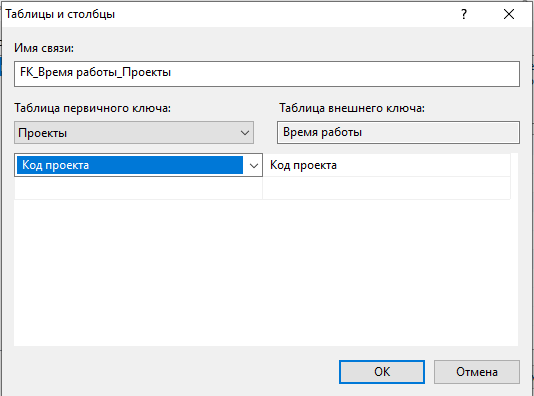 Таблицы и столбцы
Имя связи:
FK_Время работы_Проекты
Таблица первичного ключа: Таблица внешнего ключа:
Проекты Время работы
Код проекта Код проекта
ОК Отмена